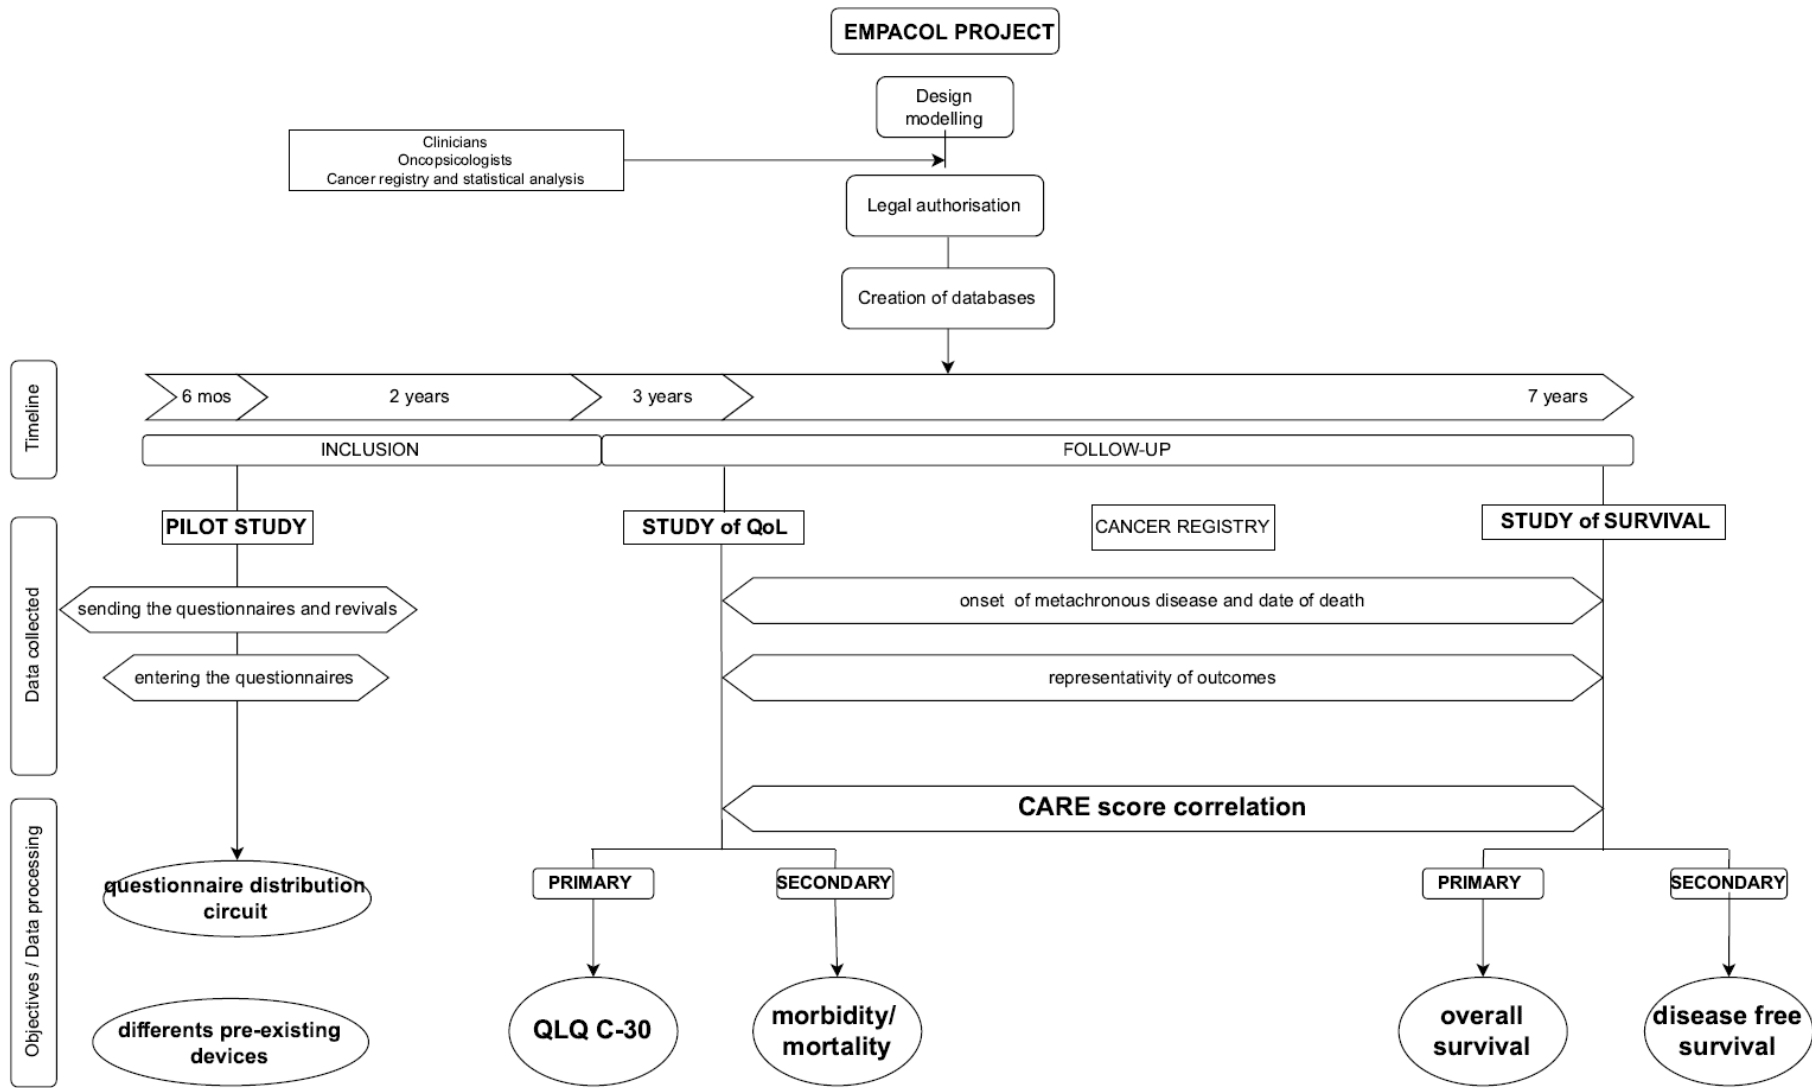 EMPACOL PROJECT
Design
modelling
Clinicians
Oncopsicologists
Cancer registry and statistical analysis
Legal authorisation
Creation of databases
Timeline
6 mos
2 years
3 years
7 years
INCLUSION
FOLLOW-UP
Data collected
PILOT STUDY
STUDY of QoL
CANCER REGISTRY
STUDY of SURVIVAL
sending the questionnaires and revivals
onset of metachronous disease and date of death
entering the questionnaires
representativity of outcomes
Objectives / Data processing
CARE score correlation
questionnaire distribution
circuit
PRIMARY
SECONDARY
PRIMARY
SECONDARY
differents pre-existing
devices
QLQ C-30
morbidity/
mortality
overall
survival
disease free
survival